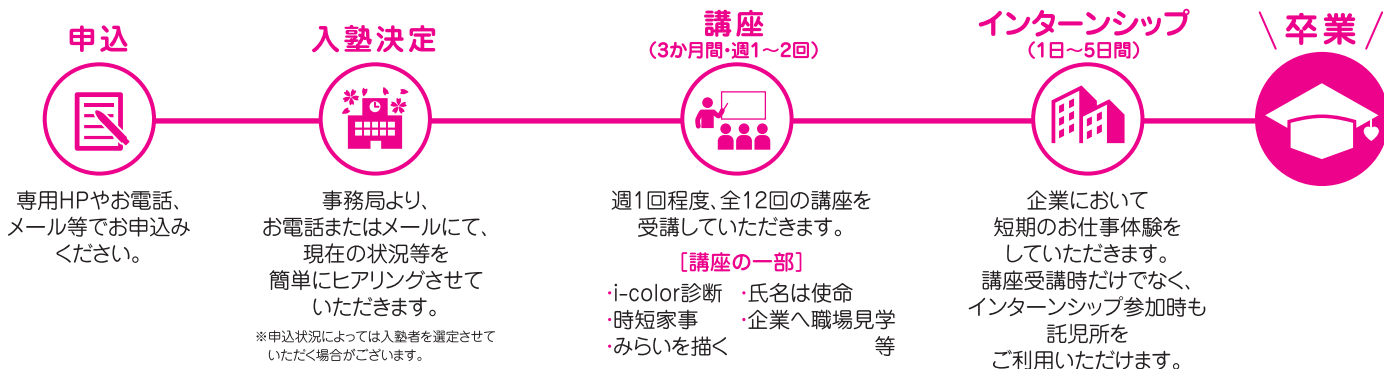 申込
専用HPやお電話、
メール等でお申込み
ください。
入塾決定
事務局より、
お電話またはメールにて、
現在の状況等を
簡単にヒアリングさせて
いただきます。
※申込状況によっては入塾者を選定させて
いただく場合がございます。
講座
（3か月間・週1～2回）
週1回程度、全12回の講座を
受講していただきます。
［講座の一部］
・i-color診断 ・氏名は使命
・時短家事 ・企業へ職場見学
・みらいを描く 等
インターンシップ
（1日～5日間）
企業において
短期のお仕事体験を
していただきます。
講座受講時だけでなく、
インターンシップ参加時も
託児所を
ご利用いただけます。
\ 卒業 /